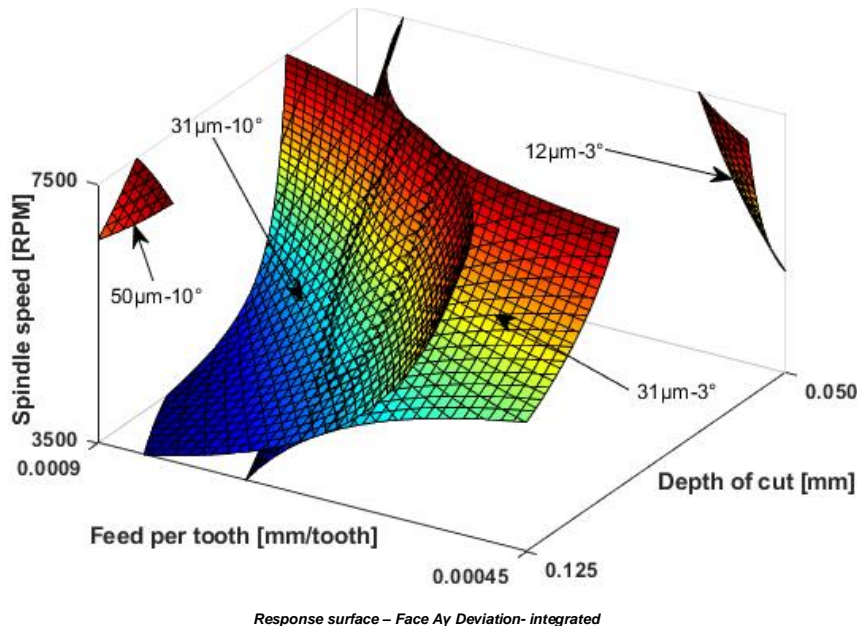 31µm-10°
12µm-3°
7500
Spindle speed [RPM]
50µm-10°
31µm-3°
0.050
3500
0.0009
Depth of cut [mm]
Feed per tooth [mm/tooth]
0.00045
0.125
Response surface – Face Aγ Deviation- integrated